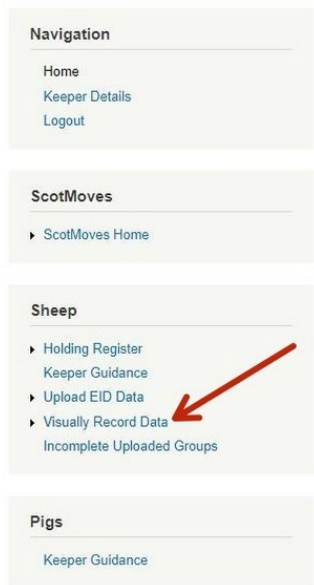 Navigation
Home
Keeper Details
Logout
ScotMoves
ScotMoves Home
Sheep
Holding Register
Keeper Guidance
Upload EID Data
Visually Record Data
Incomplete Uploaded Groups
Pigs
Keeper Guidance